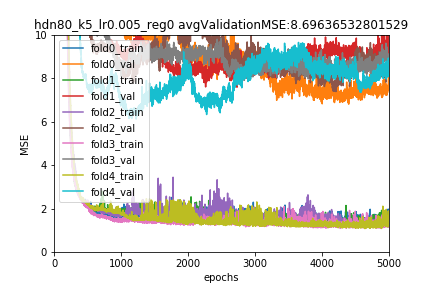 hdn80_k5_lr0.005_reg0 avgValidationMSE:8.69636532801529
10
8
6
4
2
0
MSE
fold0_train
fold0_val
fold1_train
fold1_val
fold2_train
fold2_val
fold3_train
fold3_val
fold4_train
fold4_val
0 1000 2000 3000 4000 5000
epochs